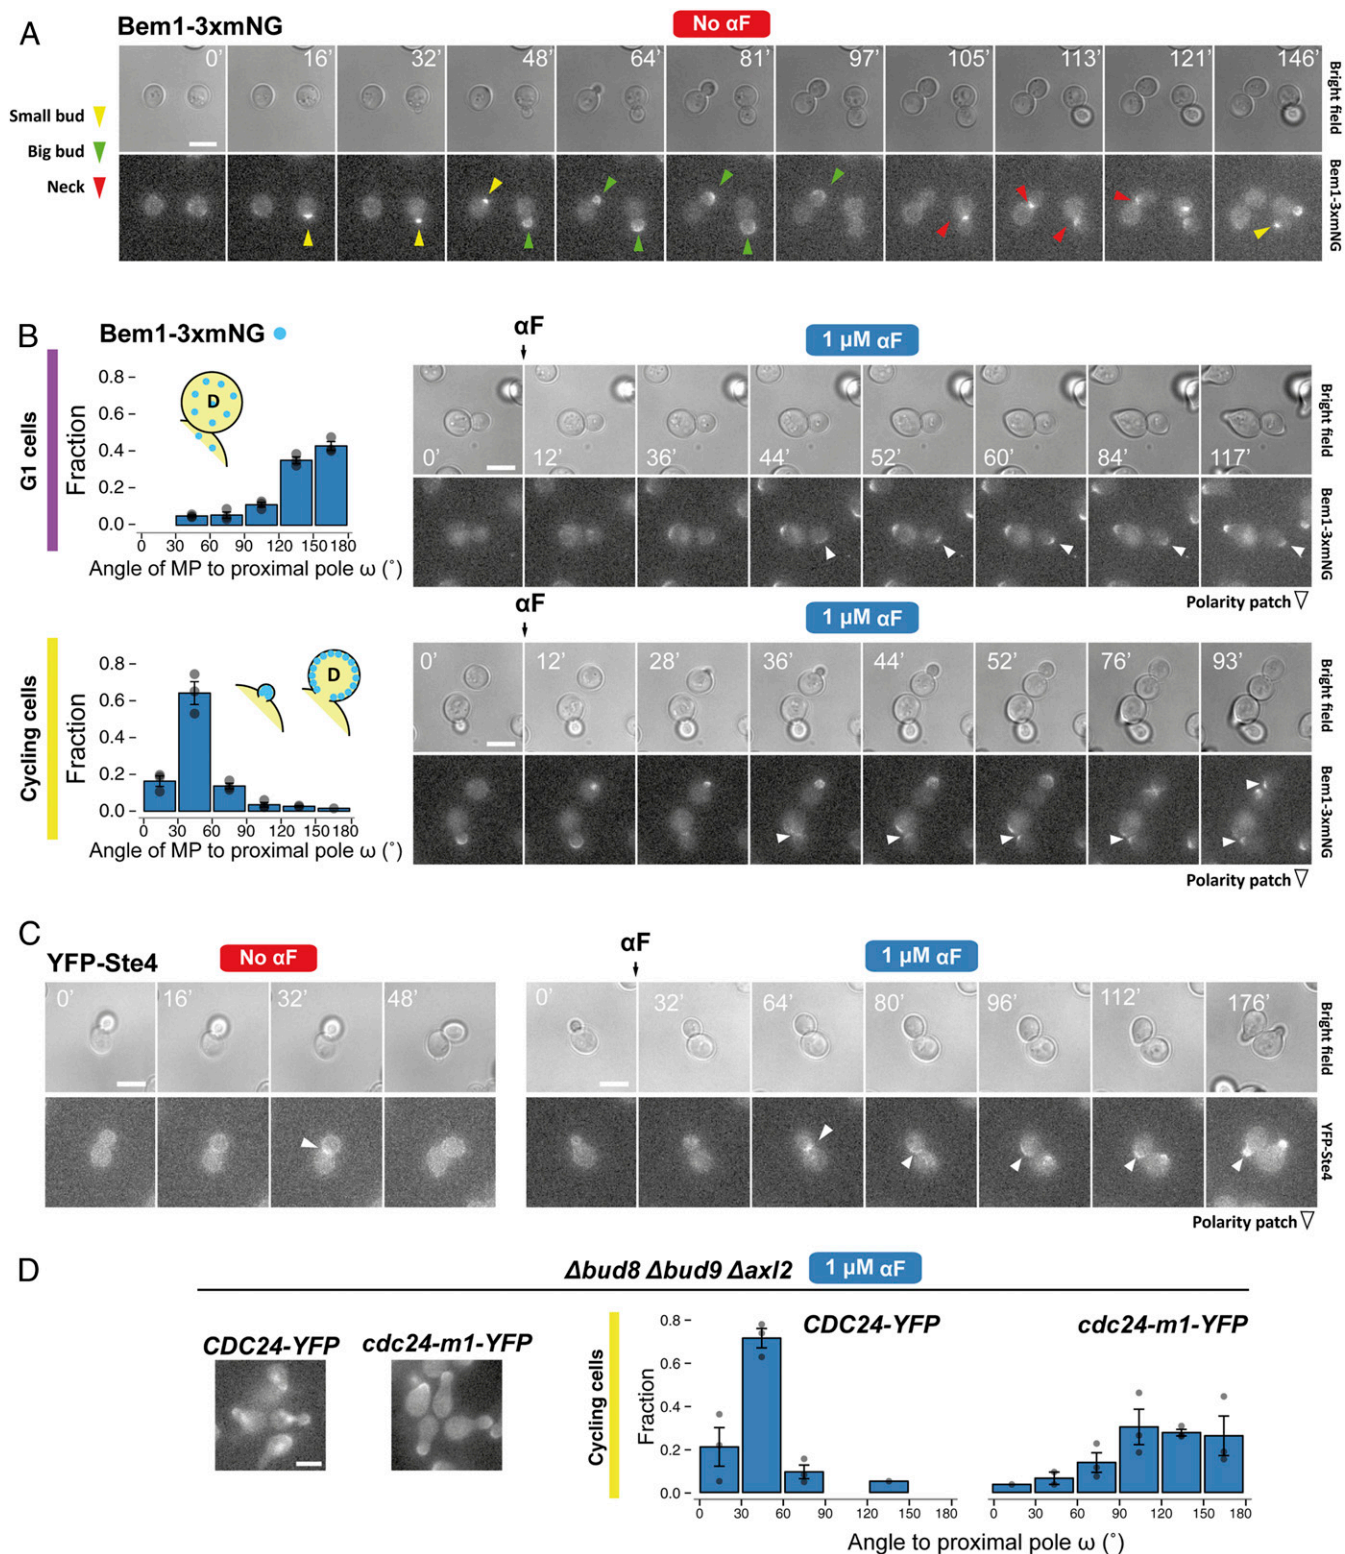 A
Bem1-3xmNG
No αF
0' 16' 32' 48' 64' 81' 97' 105' 113' 121' 146'
Bright field
Small bud
Big bud
Neck
Bem1-3xmNG
B
Bem1-3xmNG
αF
1 µM αF
G1 cells
Fraction
0.8
0.6
0.4
0.2
0.0
D
0 30 60 90 120 150 180
Angle of MP to proximal pole ω (˚)
0' 12' 36' 44' 52' 60' 84' 117'
Bright field
Bem1-3xmNG
Polarity patch
αF
1 µM αF
Cycling cells
Fraction
0.8
0.6
0.4
0.2
0.0
D
0 30 60 90 120 150 180
Angle of MP to proximal pole ω (˚)
0' 12' 28' 36' 44' 52' 76' 93'
Bright field
Bem1-3xmNG
Polarity patch
C
YFP-Ste4
No αF
αF
1 µM αF
0' 16' 32' 48'
0' 32' 64' 80' 96' 112' 176'
Bright field
YFP-Ste4
Polarity patch
D
Δbud8 Δbud9 Δaxl2
1 µM αF
CDC24-YFP
cdc24-m1-YFP
Cycling cells
Fraction
0.8
0.6
0.4
0.2
0.0
CDC24-YFP
cdc24-m1-YFP
0 30 60 90 120 150 180
0 30 60 90 120 150 180
Angle to proximal pole ω (˚)